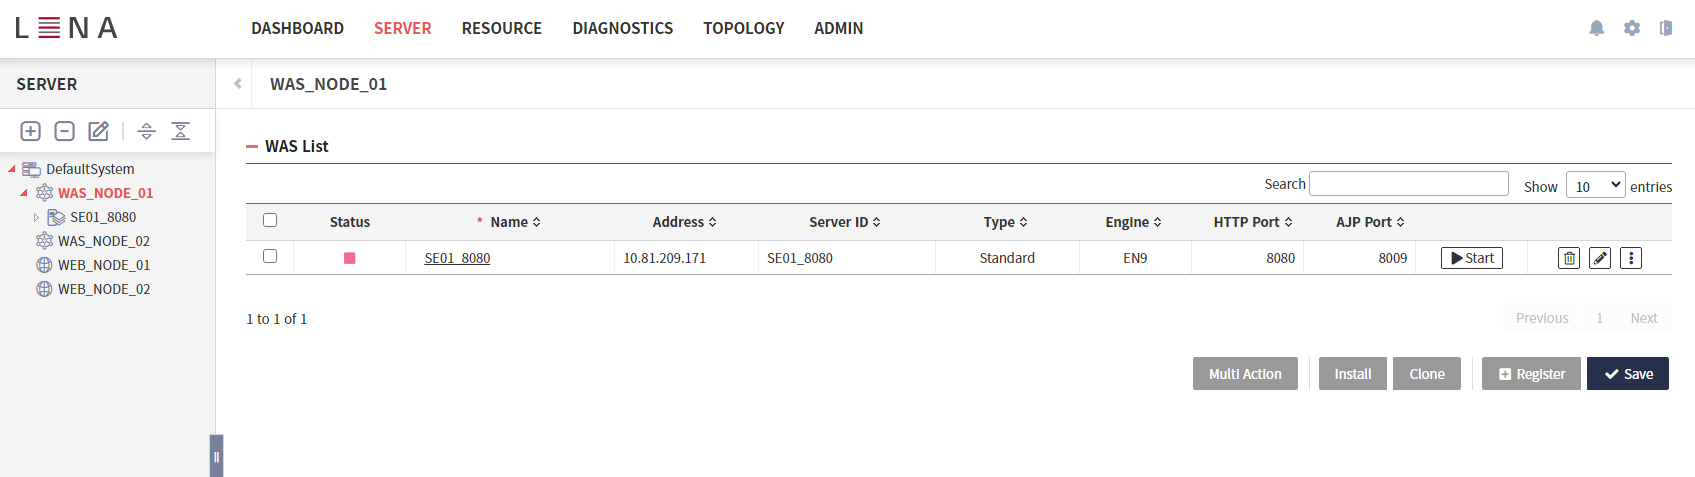 LENA
DASHBOARD SERVER RESOURCE DIAGNOSTICS TOPOLOGY ADMIN
SERVER
WAS_NODE_01
DefaultSystem
WAS_NODE_01
SE01_8080
WAS_NODE_02
WEB_NODE_01
WEB_NODE_02
WAS List
Search Show 10 entries
Status * Name Address Server ID Type Engine HTTP Port AJP Port
SE01_8080 10.81.209.171 SE01_8080 Standard EN9 8080 8009 Start
1 to 1 of 1
Previous 1 Next
Multi Action Install Clone Register Save